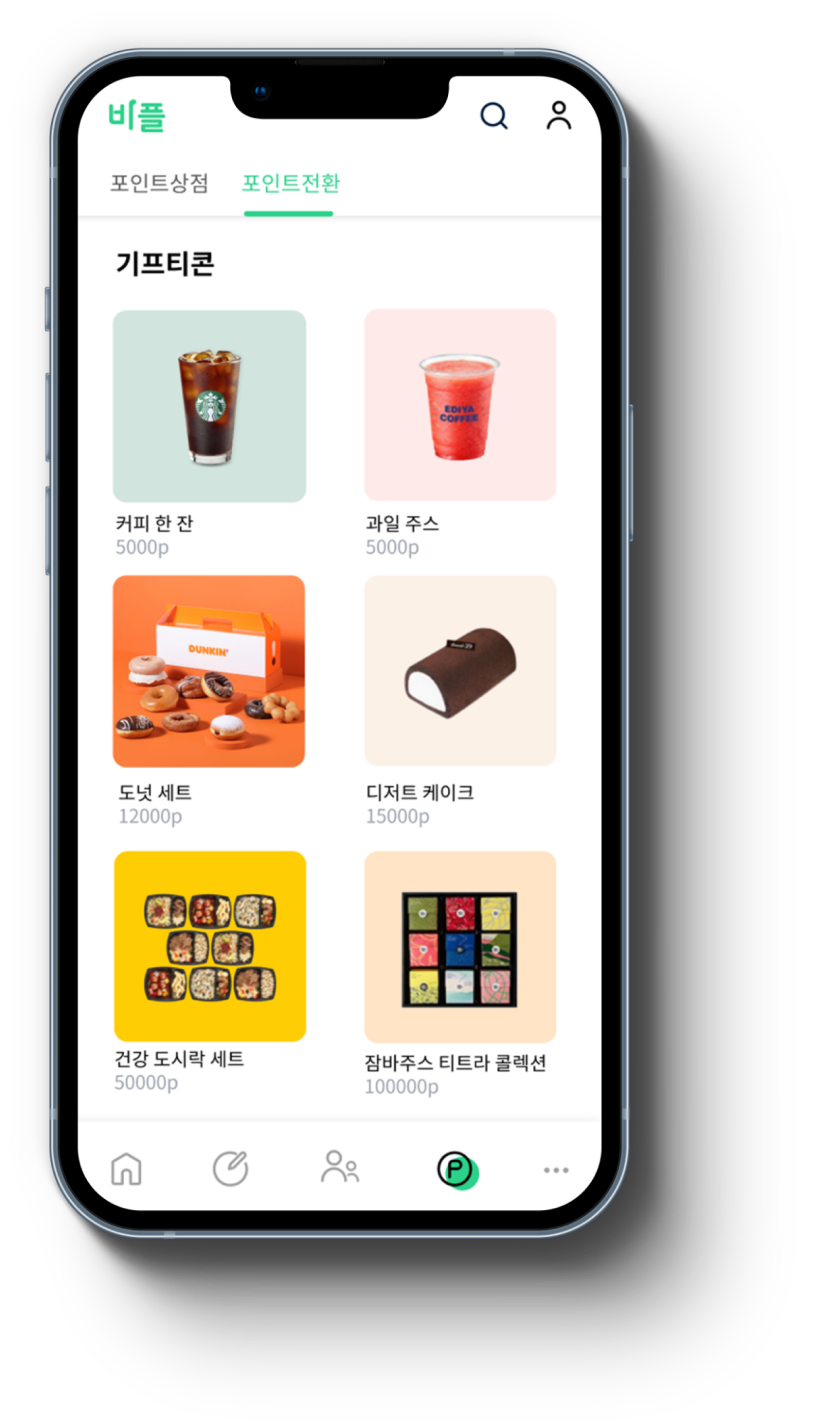 비플
포인트상점 포인트전환
기프티콘
EDIYA
COFFEE
커피 한 잔 과일 주스
5000p 5000p
DUNKIN'
도넛 세트 디저트 케이크
12000p 15000p
건강 도시락 세트 잠바주스 티트라 콜렉션
50000p 100000p
P